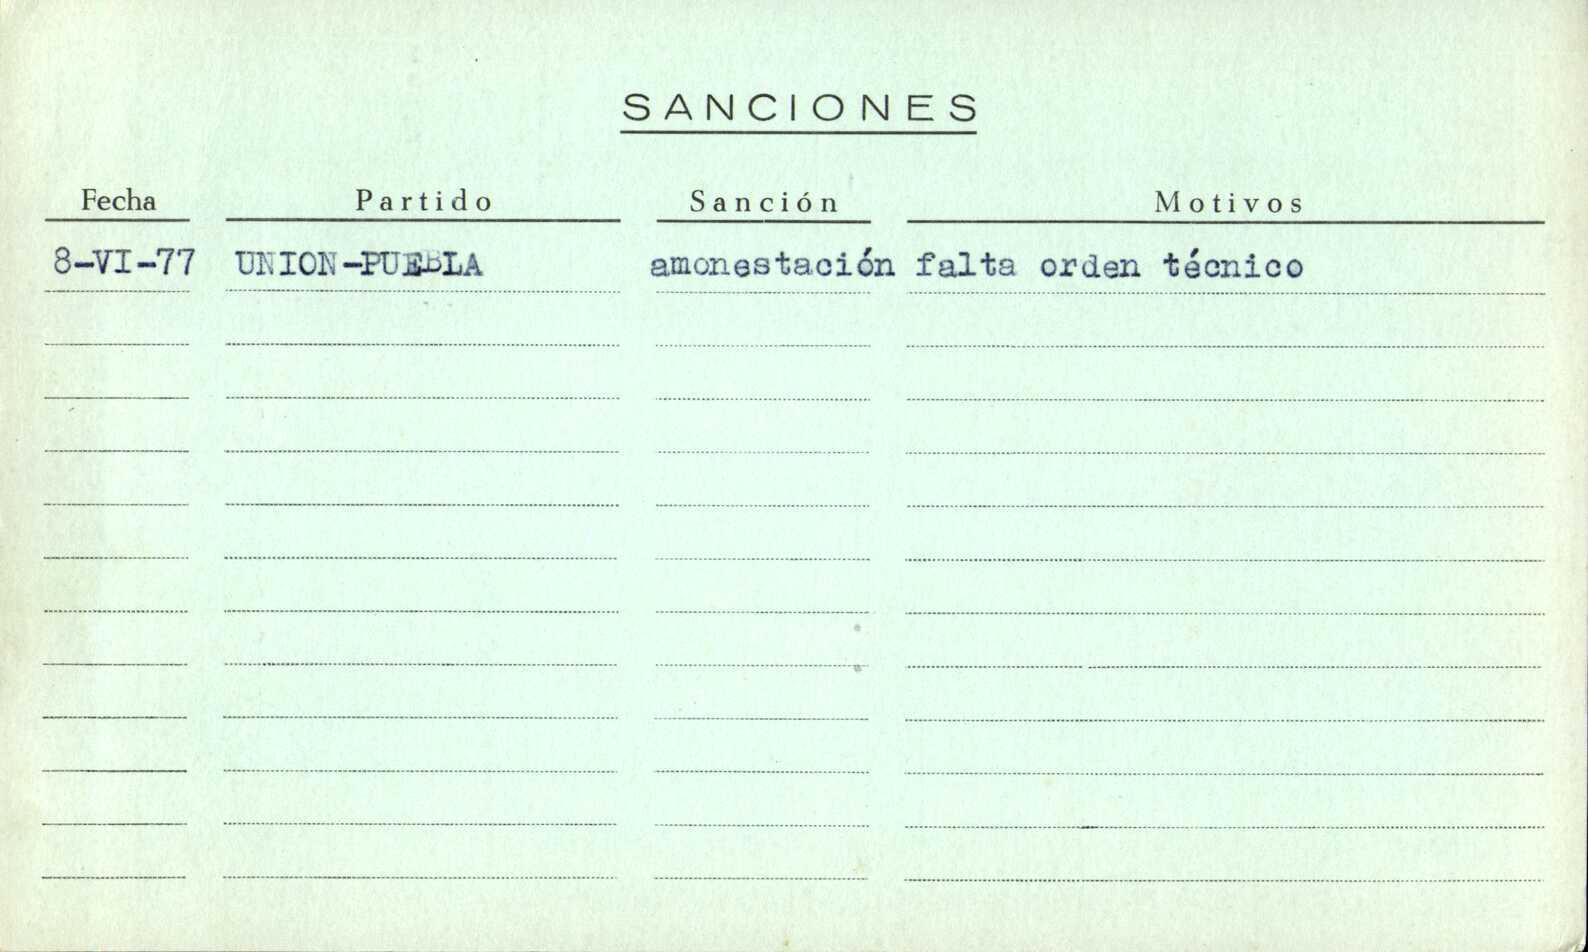 SANCIONES
Fecha Partido Sanción Motivos
8-VI-77 UNION-PUEBLA amonestación falta orden técnico